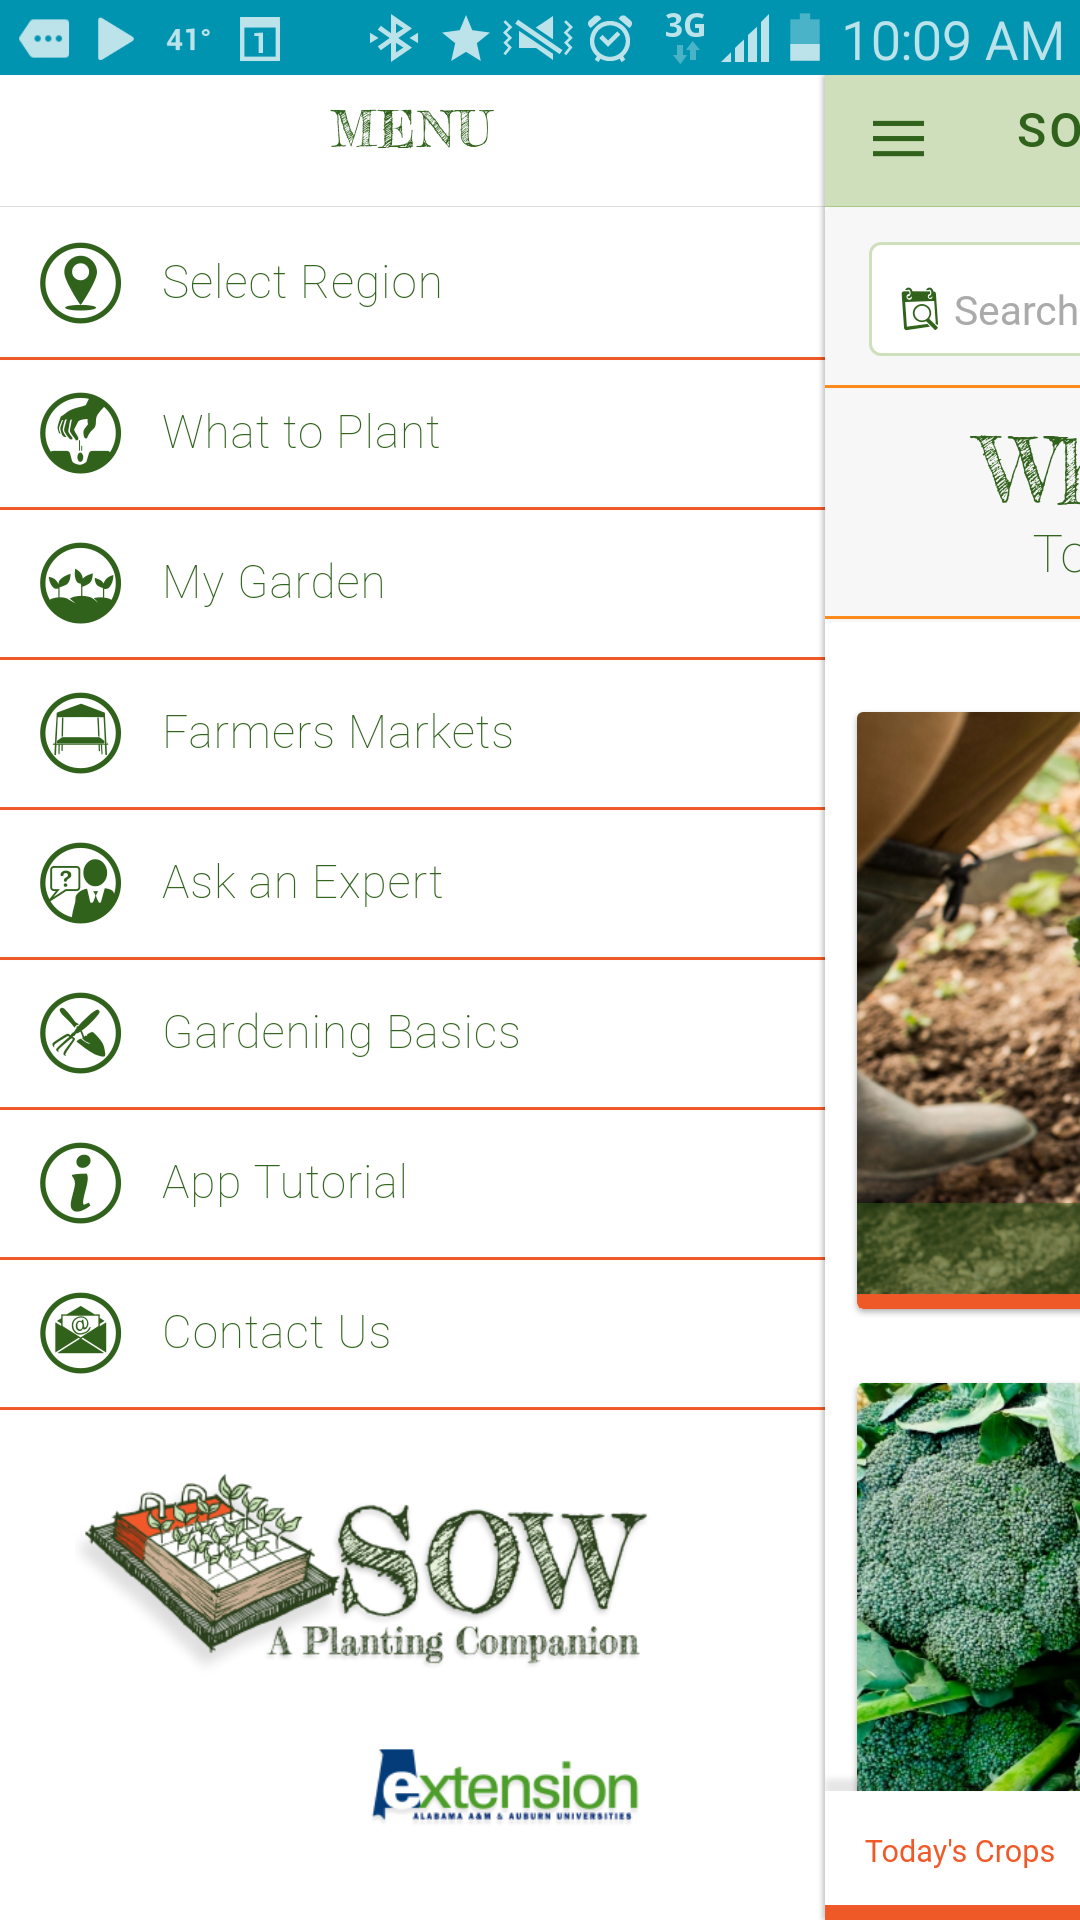 41°
1
3G
10:09 AM
MENU
SO
Select Region
Search
What to Plant
Wh
To
My Garden
Farmers Markets
Ask an Expert
?
Gardening Basics
i
App Tutorial
@
Contact Us
SOW
A Planting Companion
extension
ALABAMA A&M & AUBURN UNIVERSITIES
Today's Crops